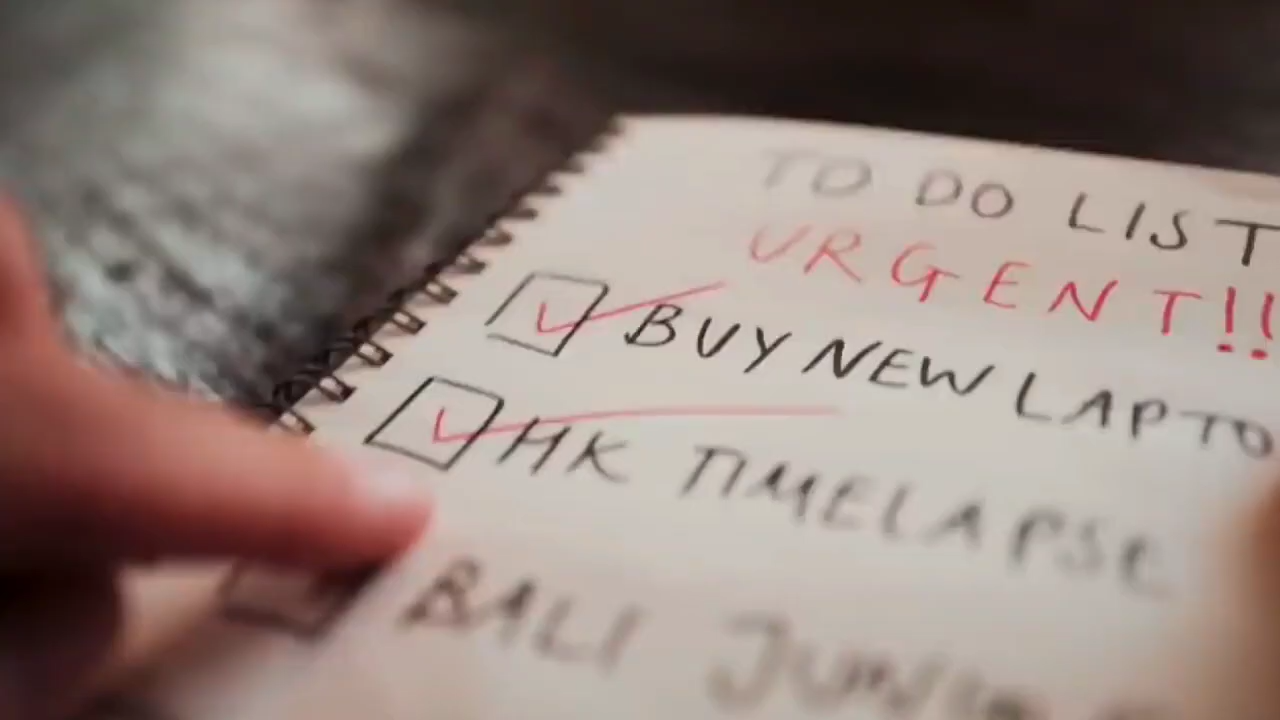 TO DO LIST
URGENT!!
BUY NEW LAPTO
HK TIMELAPSE
BALI